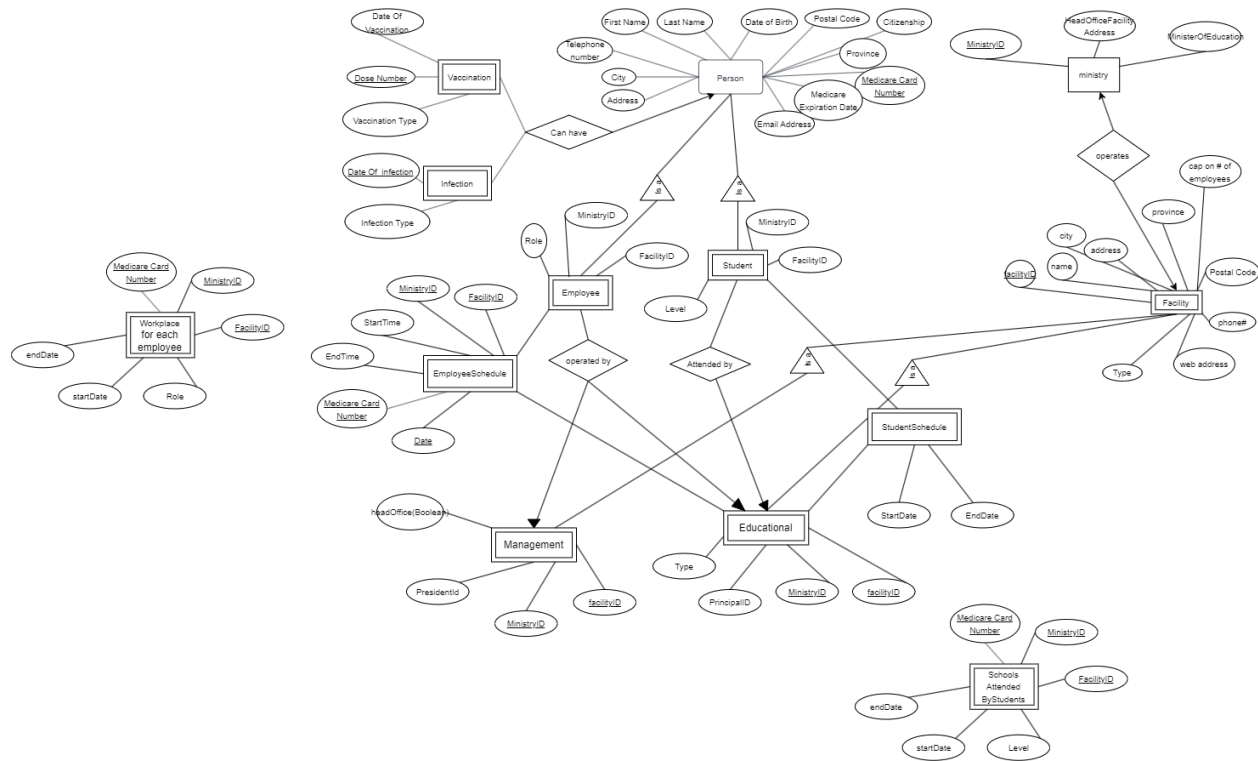 Date Of
Vaccination
Dose Number
Vaccination Type
Vaccination
Date Of infection
Infection Type
Infection
Can have
First Name
Last Name
Date of Birth
Postal Code
Citizenship
Telephone
number
City
Address
Person
Province
Medicare Card
Number
Medicare
Expiration Date
Email Address
MinistryID
HeadOfficeFacility
Address
MinisterOfEducation
ministry
operates
cap on # of
employees
province
city
address
name
facilityID
Facility
Postal Code
phone#
web address
Type
is a
is a
Role
MinistryID
FacilityID
Employee
MinistryID
FacilityID
Student
Level
Medicare Card
Number
MinistryID
FacilityID
Workplace
for each
employee
endDate
startDate
Role
MinistryID
FacilityID
StartTime
EndTime
EmployeeSchedule
Medicare Card
Number
Date
operated by
Attended by
is a
is a
StudentSchedule
StartDate
EndDate
headOffice(Boolean)
Management
PresidentId
MinistryID
facilityID
Educational
Type
PrincipalID
MinistryID
facilityID
Medicare Card
Number
MinistryID
FacilityID
Schools
Attended
ByStudents
endDate
startDate
Level